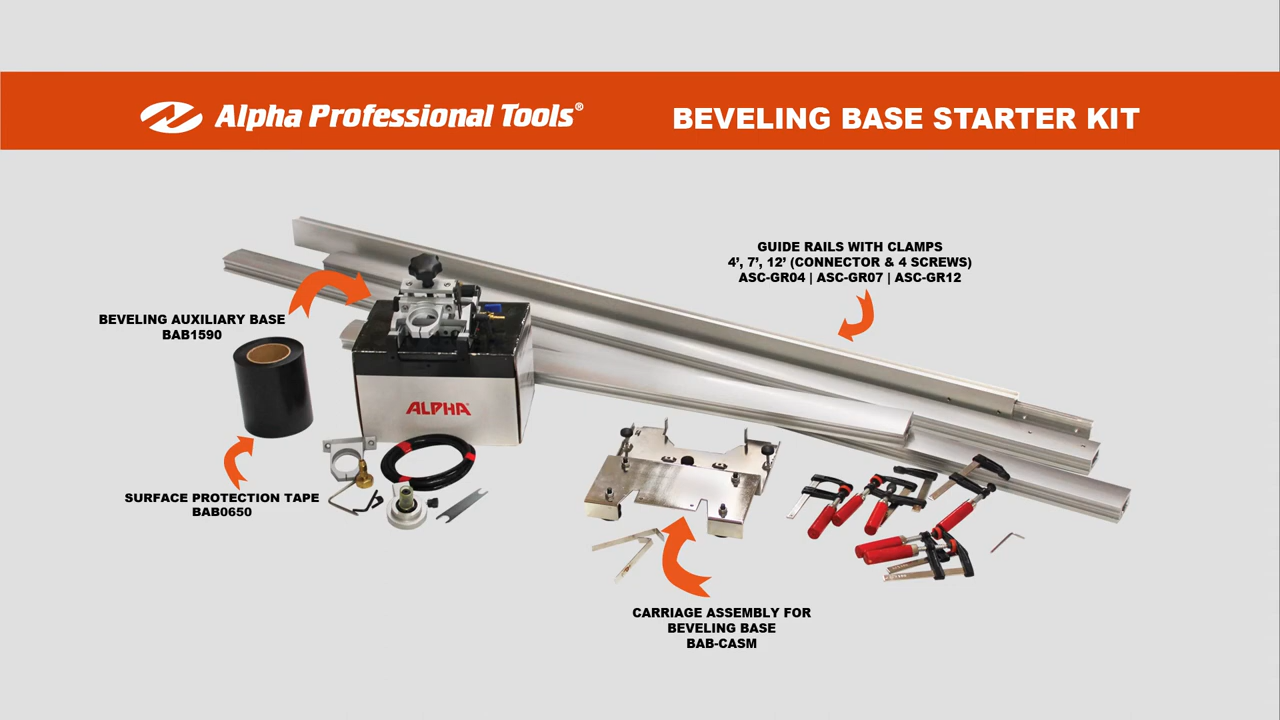 Alpha Professional Tools®
BEVELING BASE STARTER KIT
GUIDE RAILS WITH CLAMPS
4’, 7’, 12’ (CONNECTOR & 4 SCREWS)
ASC-GR04 | ASC-GR07 | ASC-GR12
BEVELING AUXILIARY BASE
BAB1590
ALPHA
SURFACE PROTECTION TAPE
BAB0650
CARRIAGE ASSEMBLY FOR
BEVELING BASE
BAB-CASM